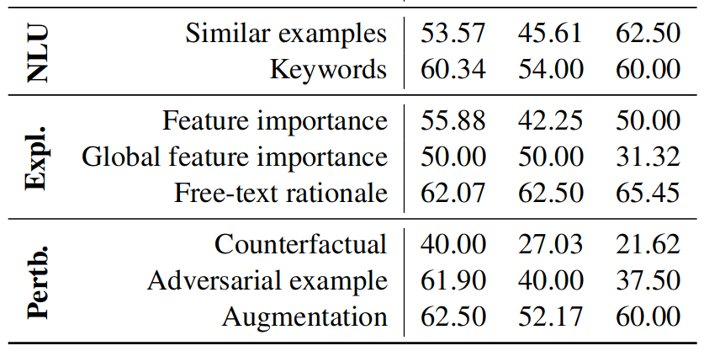 NLU
Similar examples 53.57 45.61 62.50
Keywords 60.34 54.00 60.00
Expl.
Feature importance 55.88 42.25 50.00
Global feature importance 50.00 50.00 31.32
Free-text rationale 62.07 62.50 65.45
Pertb.
Counterfactual 40.00 27.03 21.62
Adversarial example 61.90 40.00 37.50
Augmentation 62.50 52.17 60.00